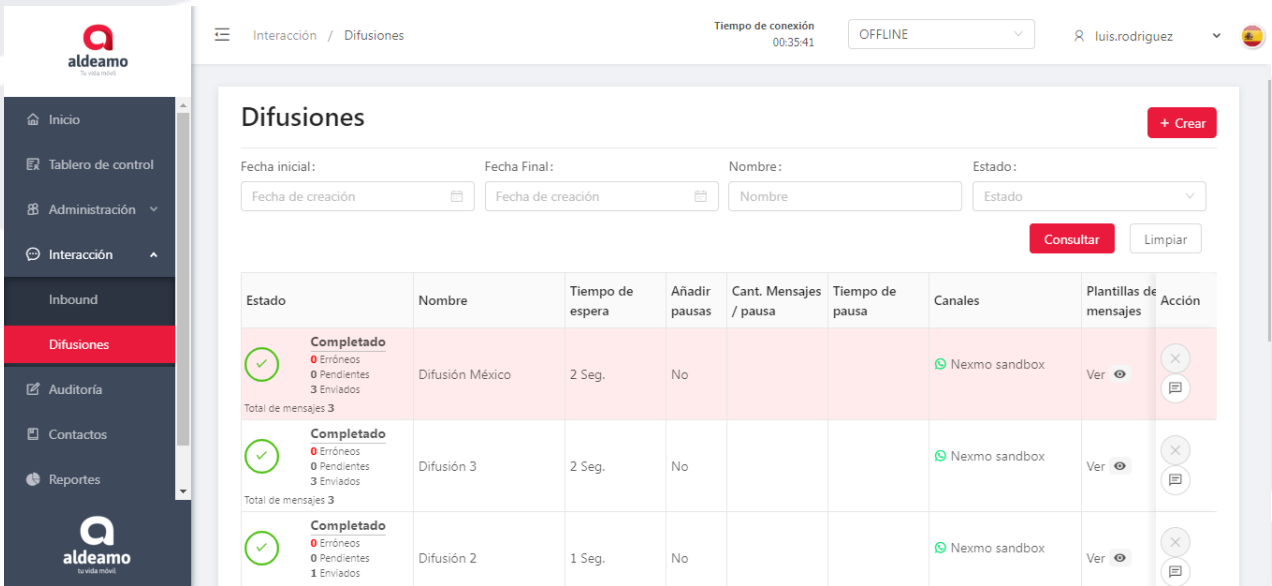 aldeamo
Tu vida móvil
Interacción / Difusiones
Tiempo de conexión
00:35:41
OFFLINE
luis.rodriguez
Inicio
Tablero de control
Administración
Interacción
Inbound
Difusiones
Auditoría
Contactos
Reportes
aldeamo
tu vida móvil
Difusiones
+ Crear
Fecha inicial: Fecha Final: Nombre: Estado:
Fecha de creación Fecha de creación Nombre Estado
Consultar Limpiar
Estado Nombre Tiempo de espera Añadir pausas Cant. Mensajes / pausa Tiempo de pausa Canales Plantillas de mensajes Acción
Completado
0 Erróneos
0 Pendientes
3 Enviados
Total de mensajes 3
Difusión México 2 Seg. No Nexmo sandbox Ver
Completado
0 Erróneos
0 Pendientes
3 Enviados
Total de mensajes 3
Difusión 3 2 Seg. No Nexmo sandbox Ver
Completado
0 Erróneos
0 Pendientes
1 Enviados
Difusión 2 1 Seg. No Nexmo sandbox Ver